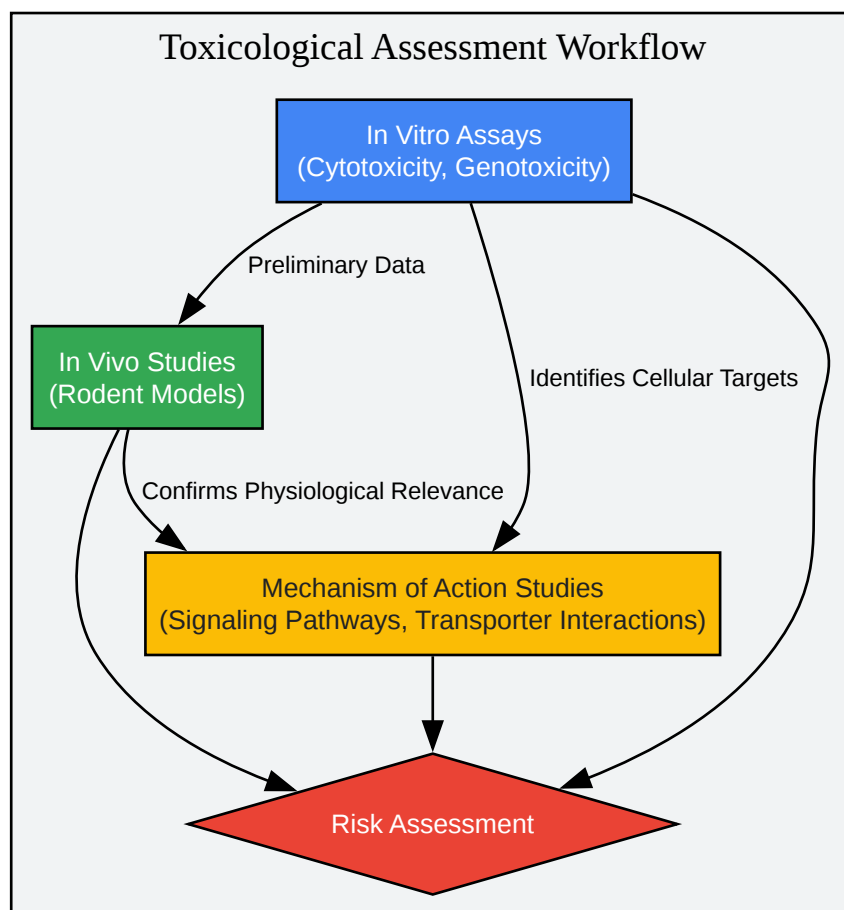 Toxicological Assessment Workflow
In Vitro Assays
(Cytotoxicity, Genotoxicity)
Preliminary Data
In Vivo Studies
(Rodent Models)
Identifies Cellular Targets
Confirms Physiological Relevance
Mechanism of Action Studies
(Signaling Pathways, Transporter Interactions)
Risk Assessment